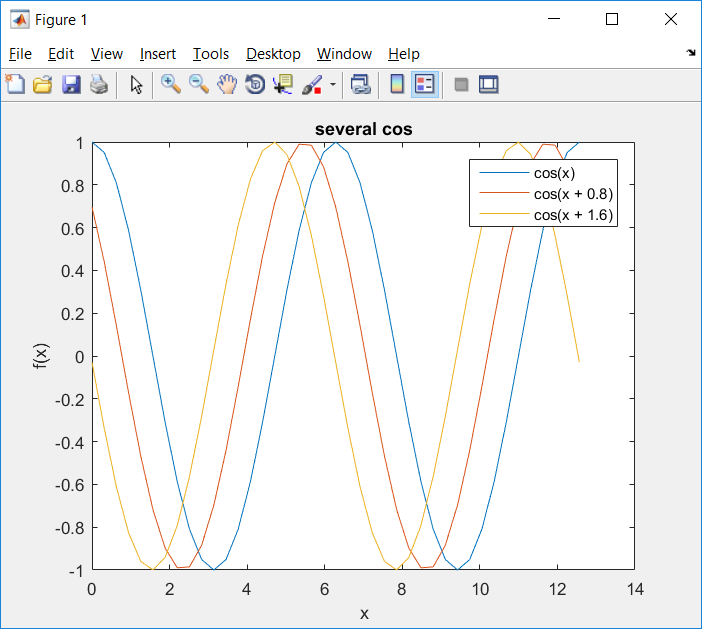 Figure 1
File Edit View Insert Tools Desktop Window Help
several cos
cos(x)
cos(x + 0.8)
cos(x + 1.6)
1
0.8
0.6
0.4
0.2
0
-0.2
-0.4
-0.6
-0.8
-1
f(x)
0 2 4 6 8 10 12 14
x